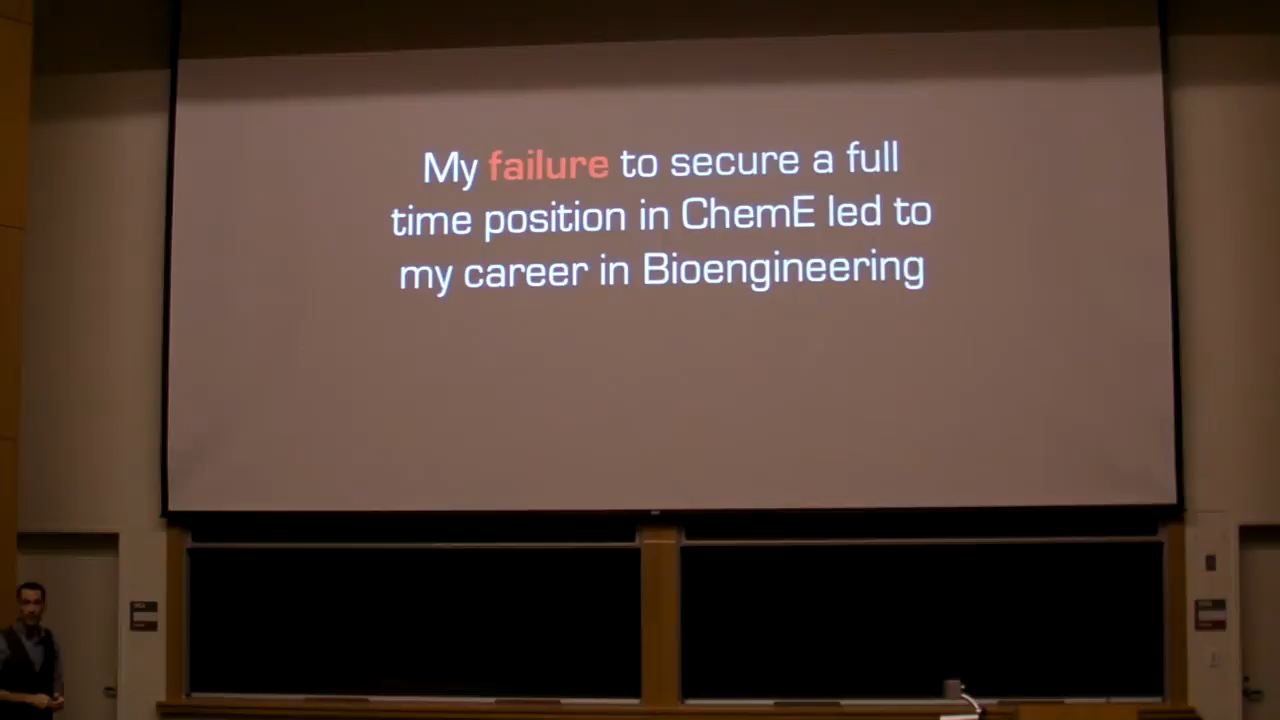 My failure to secure a full
time position in ChemE led to
my career in Bioengineering